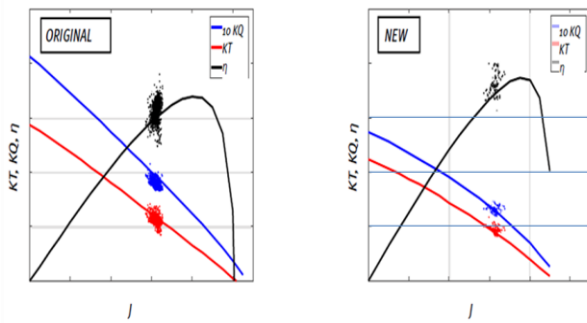 ORIGINAL
10 KQ
KT
η
KT, KQ, η
J
NEW
10 KQ
KT
η
KT, KQ, η
J